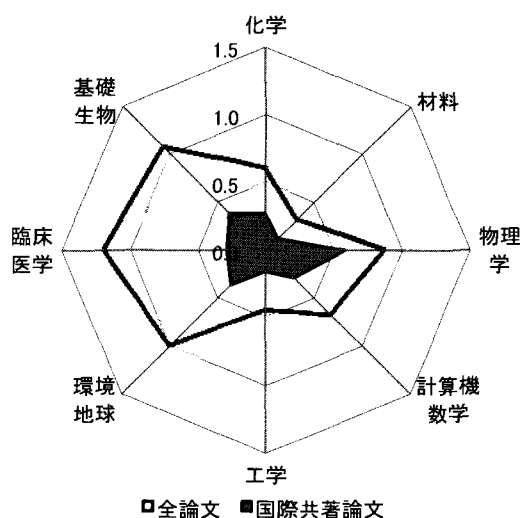 化学
1.5
基礎
生物
材料
1.0
0.5
臨床
医学
0.
物理
学
環境
地球
計算機
数学
工学
全論文 国際共著論文